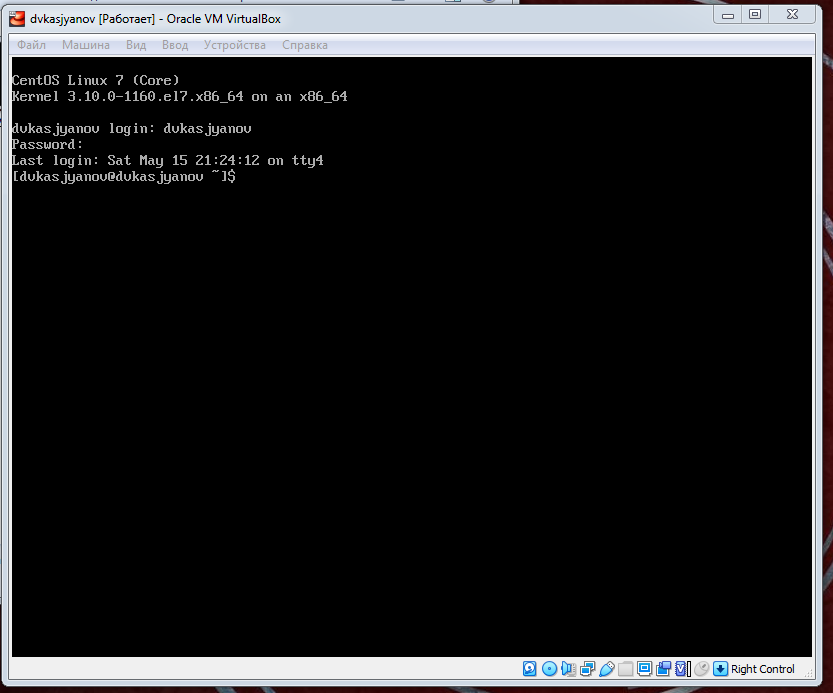 dvkasjyanov [Работает] - Oracle VM VirtualBox
Файл Машина Вид Ввод Устройства Справка
CentOS Linux 7 (Core)
Kernel 3.10.0-1160.el7.x86_64 on an x86_64
dvkasjyanov login: dvkasjyanov
Password:
Last login: Sat May 15 21:24:12 on tty4
[dvkasjyanov@dvkasjyanov ~]$
Right Control